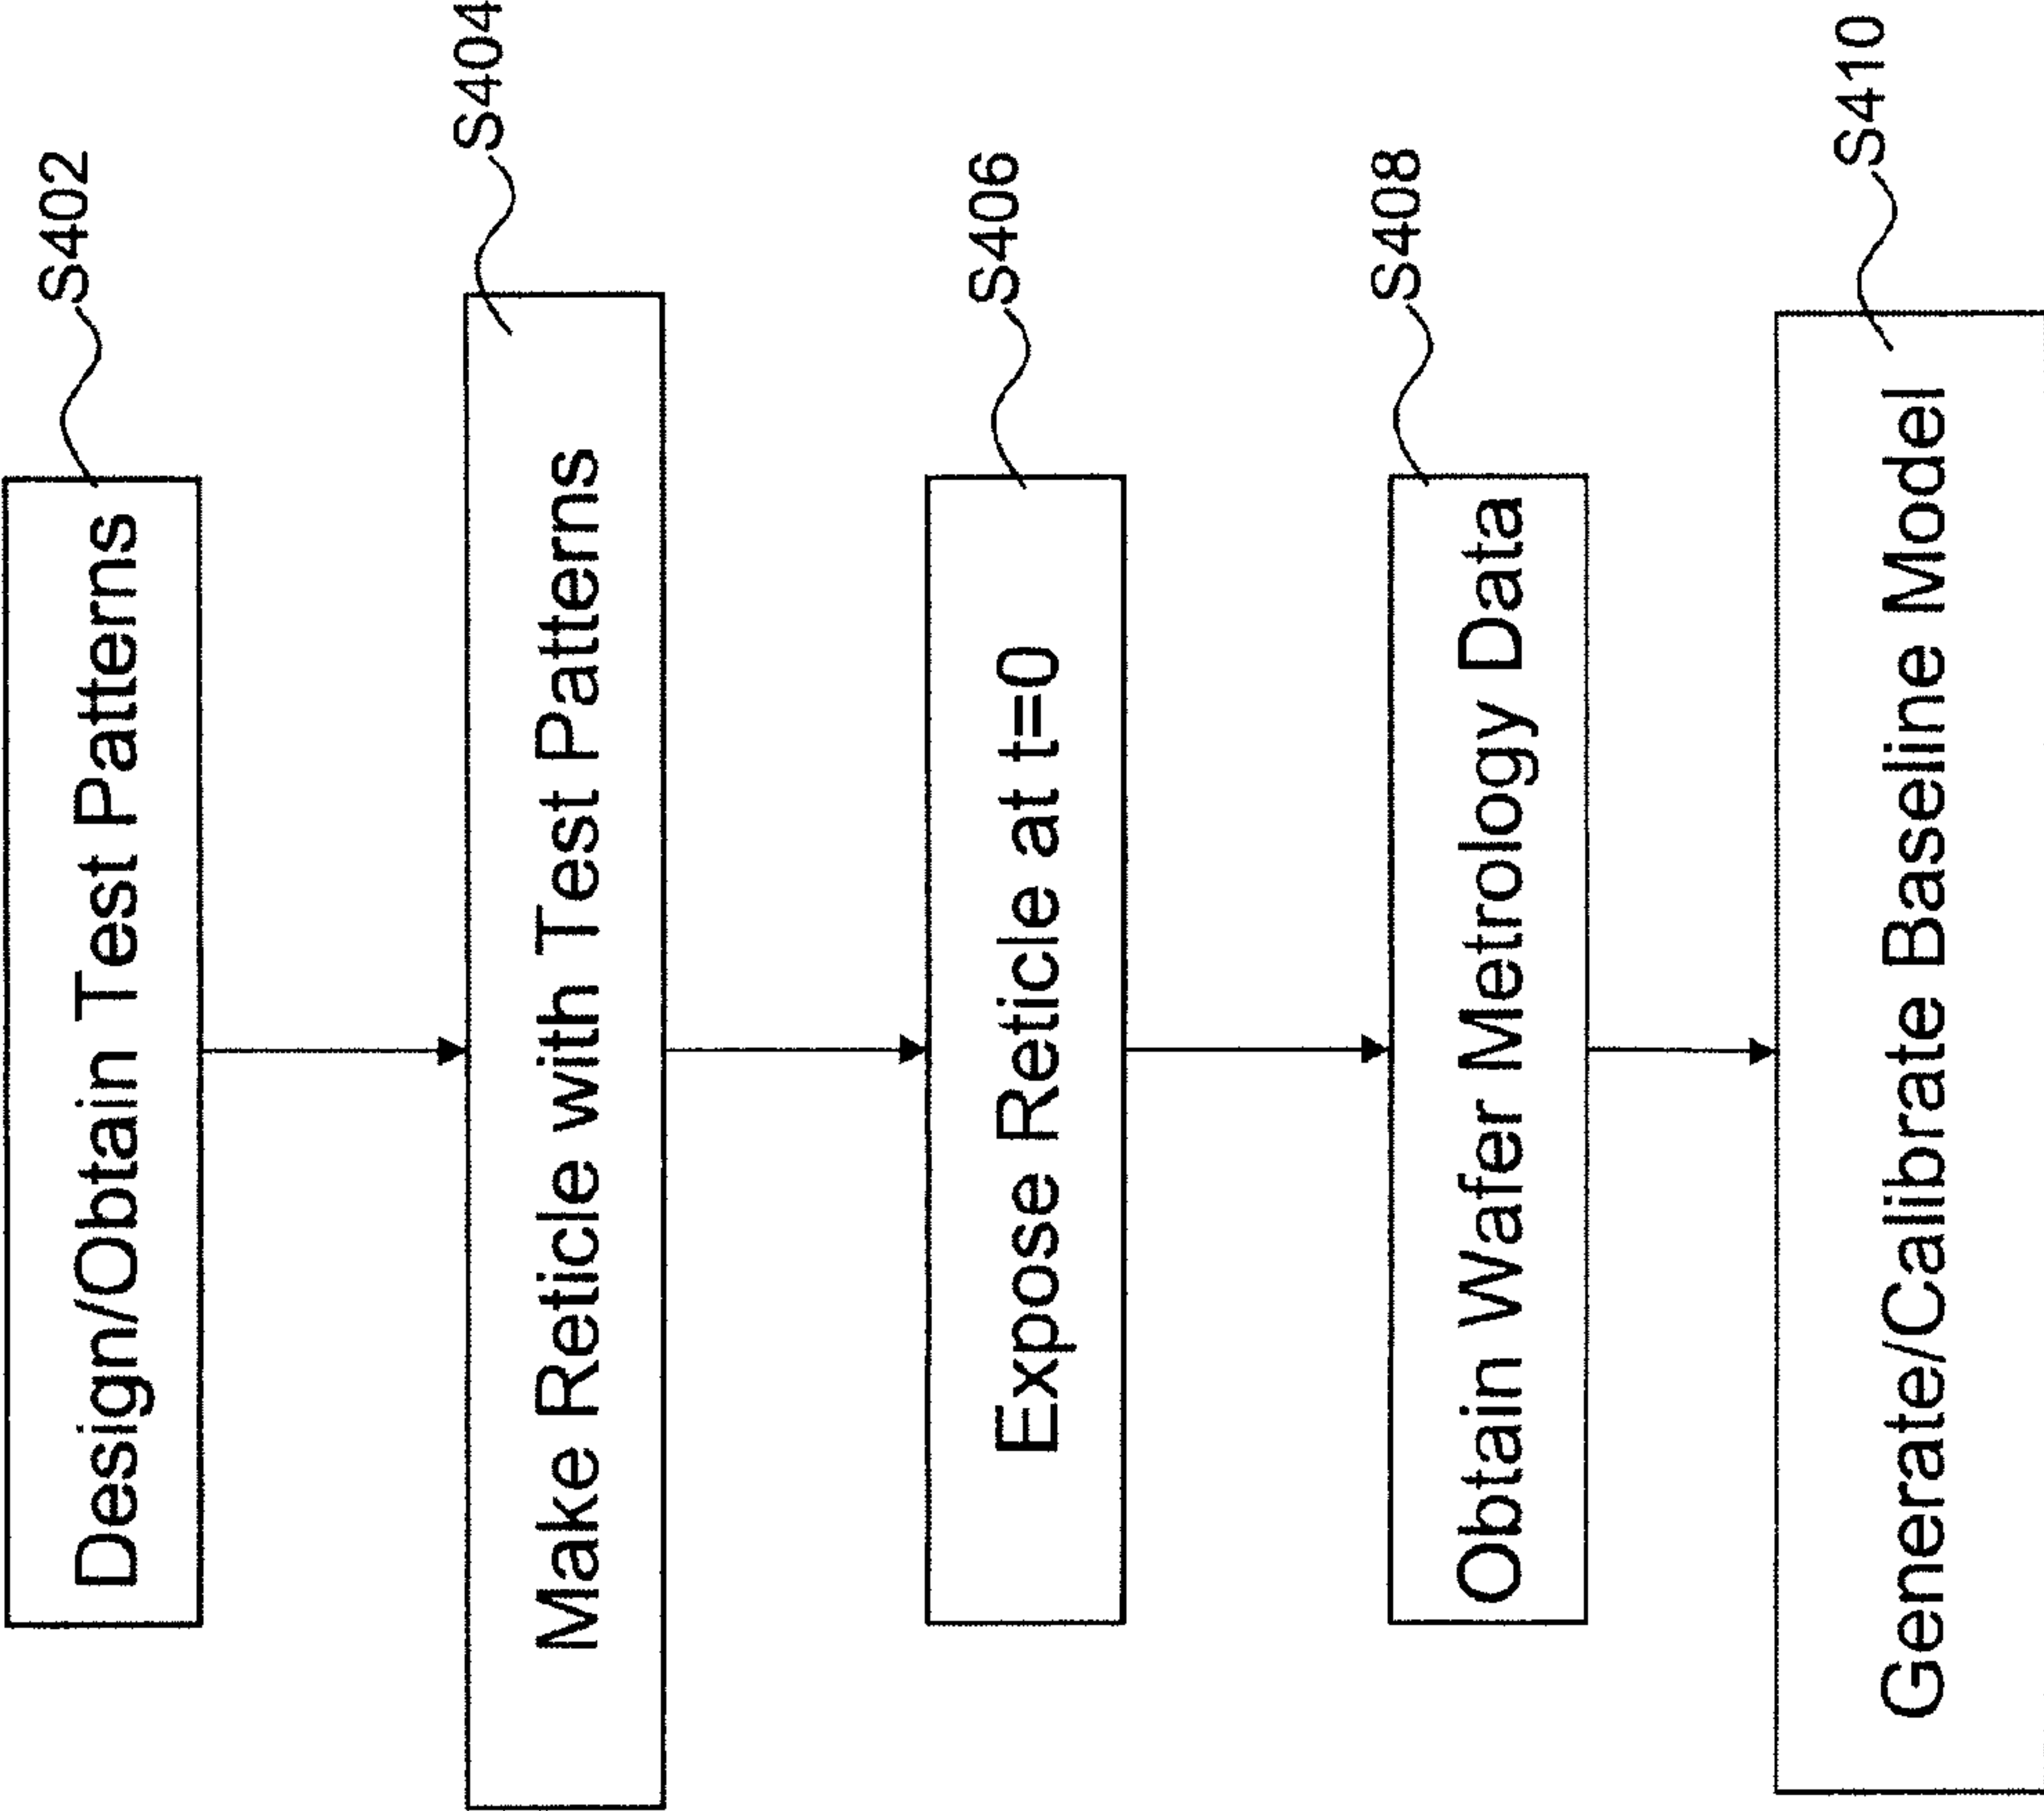 S402
Design/Obtain Test Patterns
S404
Make Reticle with Test Patterns
S406
Expose Reticle at t=0
S408
Obtain Wafer Metrology Data
S410
Generate/Calibrate Baseline Model